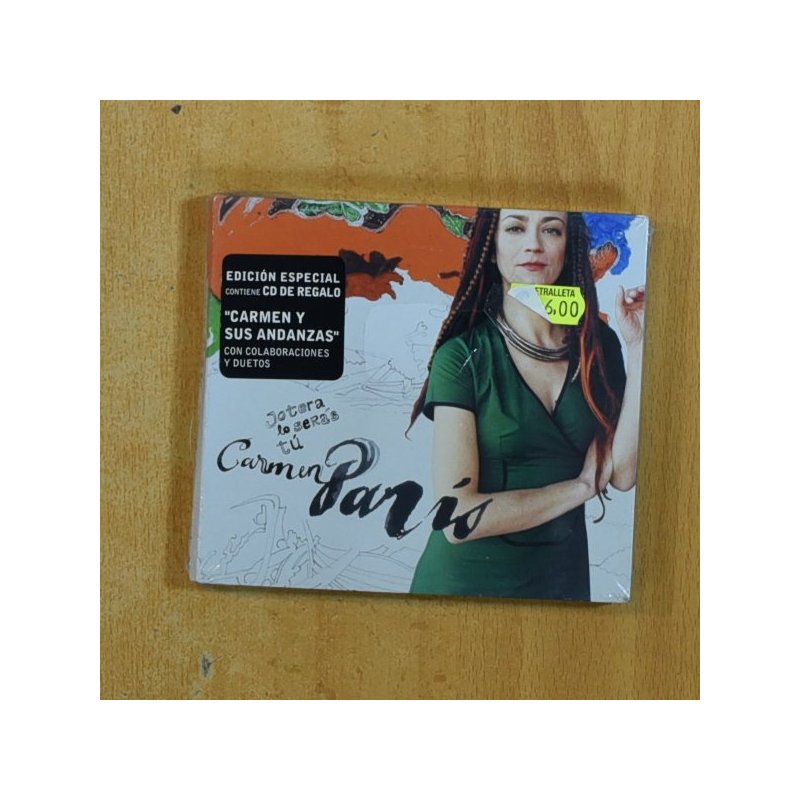 EDICIÓN ESPECIAL
CONTIENE CD DE REGALO
"CARMEN Y
SUS ANDANZAS"
CON COLABORACIONES
Y DUETOS
STRALLETA
6,00
Jotera
lo serás
tú
Carmen París